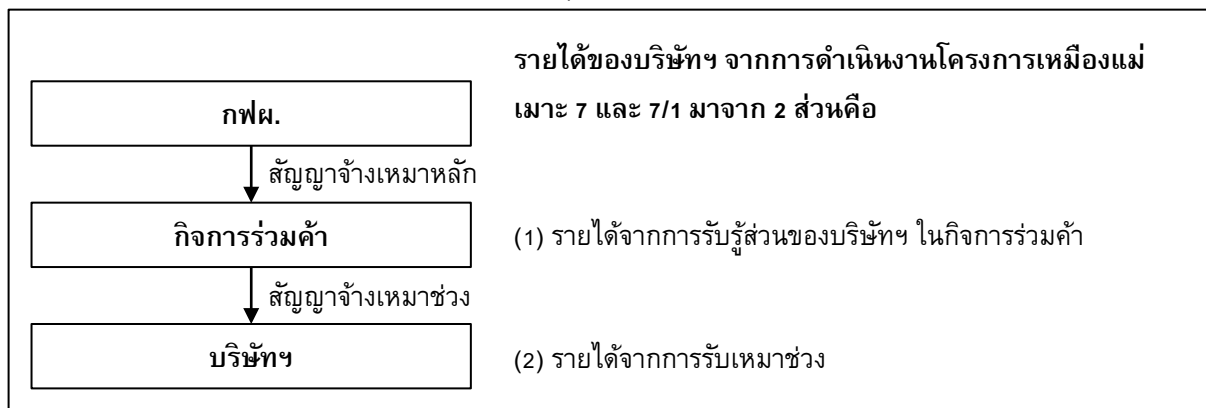 รายได้ของบริษัทฯ จากการดำเนินงานโครงการเหมืองแม่
เมาะ 7 และ 7/1 มาจาก 2 ส่วนคือ
กฟผ.
สัญญาจ้างเหมาหลัก
กิจการร่วมค้า
(1) รายได้จากการรับรู้ส่วนของบริษัทฯ ในกิจการร่วมค้า
สัญญาจ้างเหมาช่วง
บริษัทฯ
(2) รายได้จากการรับเหมาช่วง